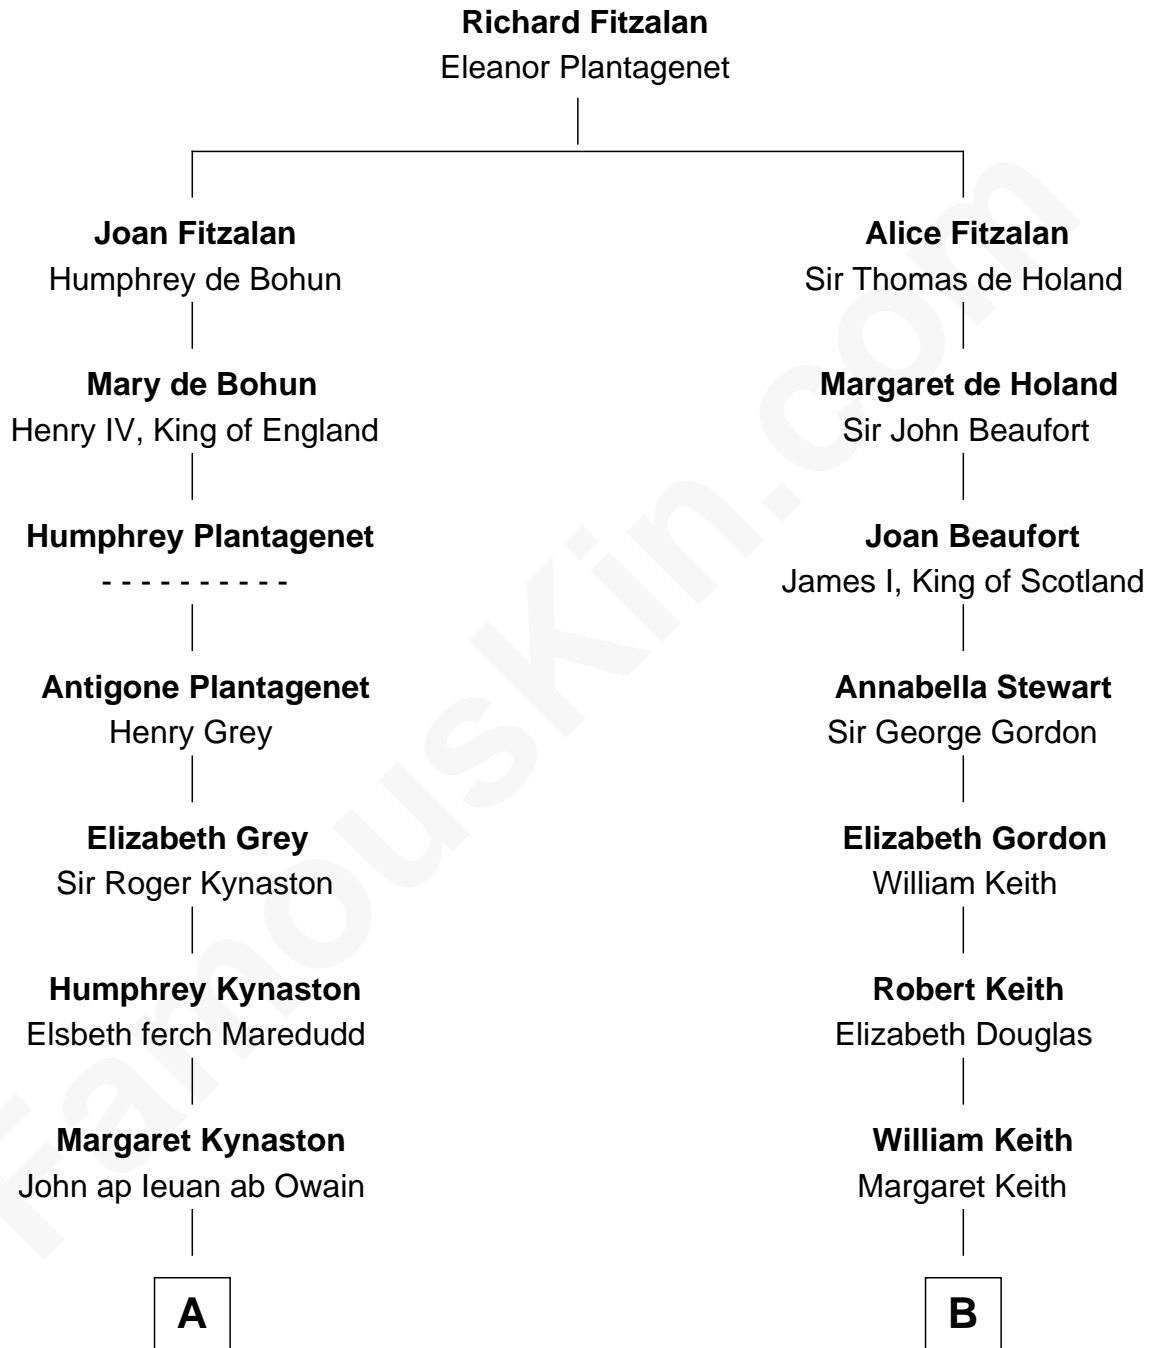 Richard Fitzalan
Eleanor Plantagenet
Joan Fitzalan
Humphrey de Bohun
Alice Fitzalan
Sir Thomas de Holand
Mary de Bohun
Henry IV, King of England
Margaret de Holand
Sir John Beaufort
Humphrey Plantagenet
- - - - - - - - - -
Joan Beaufort
James I, King of Scotland
Antigone Plantagenet
Henry Grey
Annabella Stewart
Sir George Gordon
Elizabeth Grey
Sir Roger Kynaston
Elizabeth Gordon
William Keith
Humphrey Kynaston
Elsbeth ferch Maredudd
Robert Keith
Elizabeth Douglas
Margaret Kynaston
John ap Ieuan ab Owain
William Keith
Margaret Keith
A
B
FamousKin.com